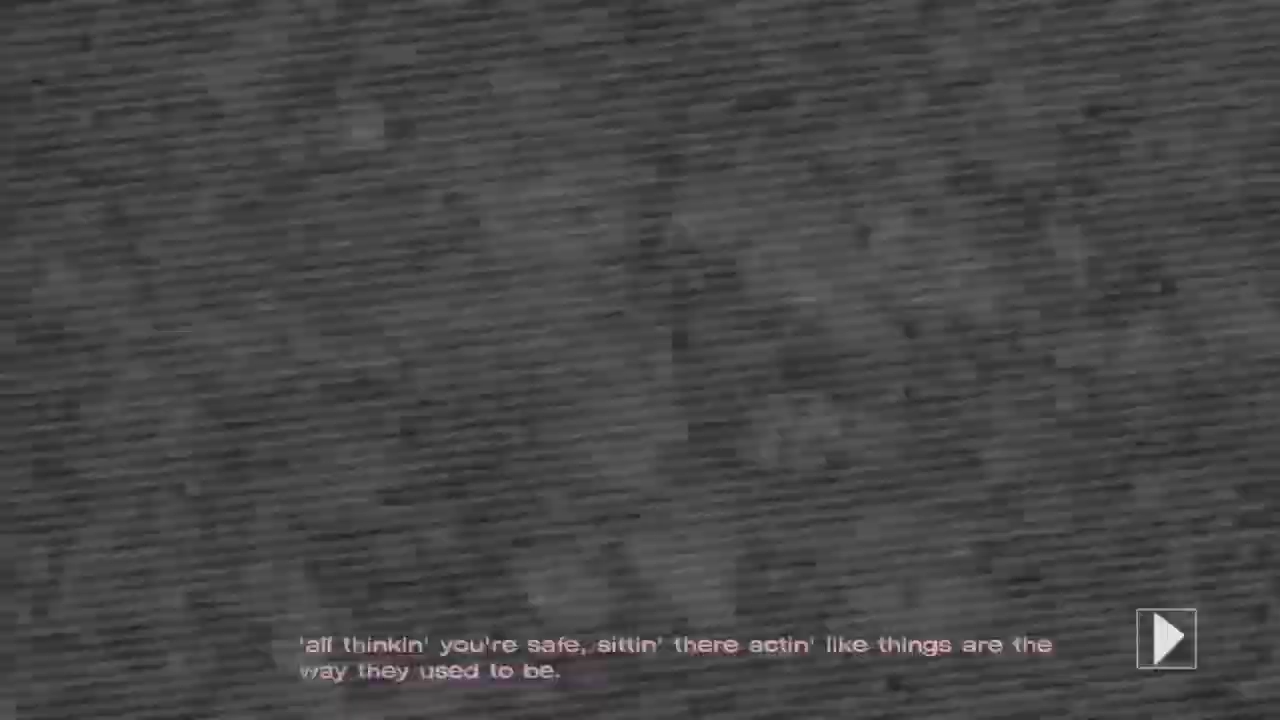 'all thinkin' you're safe, sittin' there actin' like things are the
way they used to be.